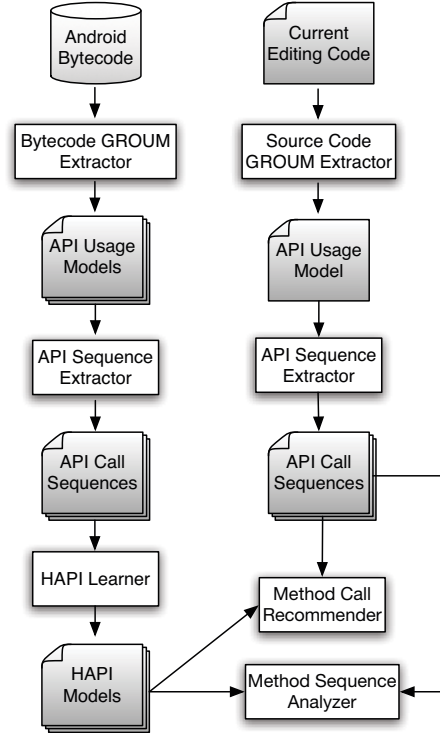 Android
Bytecode
Bytecode GROUM
Extractor
API Usage
Models
API Sequence
Extractor
API Call
Sequences
HAPI Learner
HAPI
Models
Current
Editing Code
Source Code
GROUM Extractor
API Usage
Model
API Sequence
Extractor
API Call
Sequences
Method Call
Recommender
Method Sequence
Analyzer